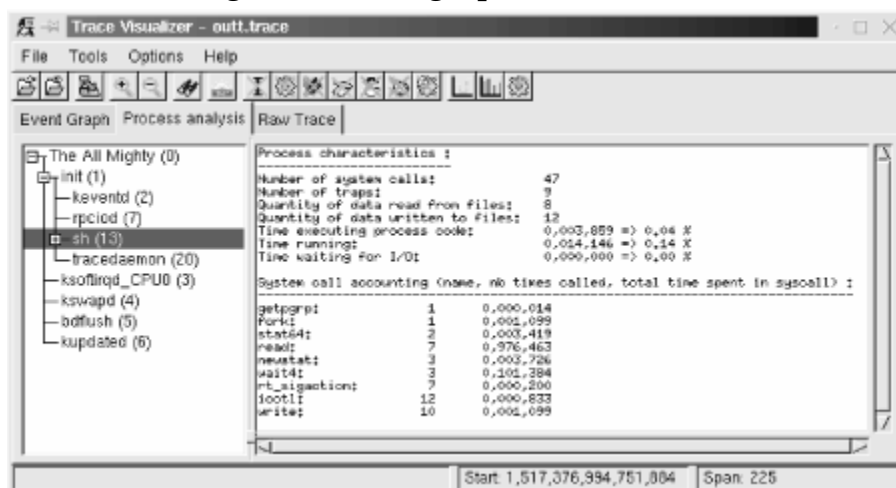 Trace Visualizer - outt.trace
File Tools Options Help
Event Graph Process analysis Raw Trace
The All Mighty (0)
init (1)
keventd (2)
rpciod (7)
sh (13)
tracedaemon (20)
ksoftirqd_CPU0 (3)
kswapd (4)
bdflush (5)
kupdated (6)
Process characteristics :
Number of system calls: 47
Number of traps: 9
Quantity of data read from files: 8
Quantity of data written to files: 12
Time executing process code: 0,003,859 => 0.04 %
Time running: 0,014,146 => 0.14 %
Time waiting for I/O: 0,000,000 => 0.00 %
System call accounting (name, nb times called, total time spent in syscall) :
getpgrp: 1 0,000,014
fork: 1 0,001,099
stat64: 2 0,003,419
read: 7 0,976,463
newstat: 3 0,003,726
wait4: 3 0,101,384
rt_sigaction: 7 0,000,200
ioctl: 12 0,000,833
write: 10 0,001,099
Start: 1,517,376,994,751,884 Span: 225